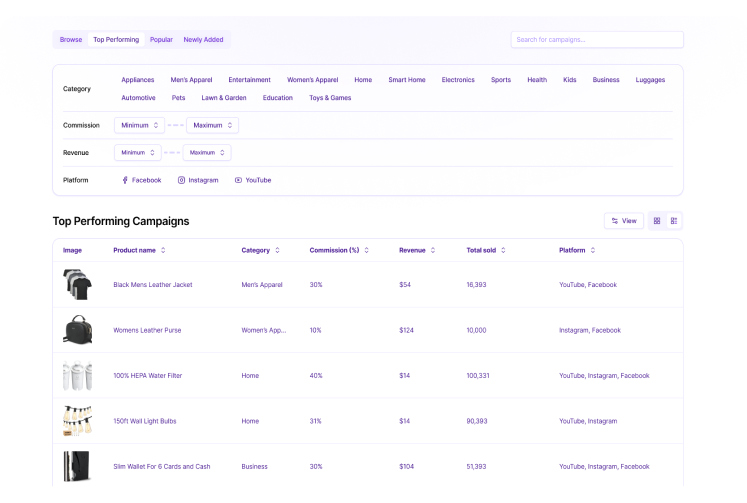 Browse Top Performing Popular Newly Added
Search for campaigns...
Category Appliances Men's Apparel Entertainment Women's Apparel Home Smart Home Electronics Sports Health Kids Business Luggages
Automotive Pets Lawn & Garden Education Toys & Games
Commission Minimum Maximum
Revenue Minimum Maximum
Platform Facebook Instagram YouTube
Top Performing Campaigns View
Image Product name Category Commission (%) Revenue Total sold Platform
Black Mens Leather Jacket Men's Apparel 30% $54 16,393 YouTube, Facebook
Womens Leather Purse Women's App... 10% $124 10,000 Instagram, Facebook
100% HEPA Water Filter Home 40% $14 100,331 YouTube, Instagram, Facebook
150ft Wall Light Bulbs Home 31% $14 90,393 YouTube, Instagram
Slim Wallet For 6 Cards and Cash Business 30% $104 51,393 YouTube, Instagram, Facebook